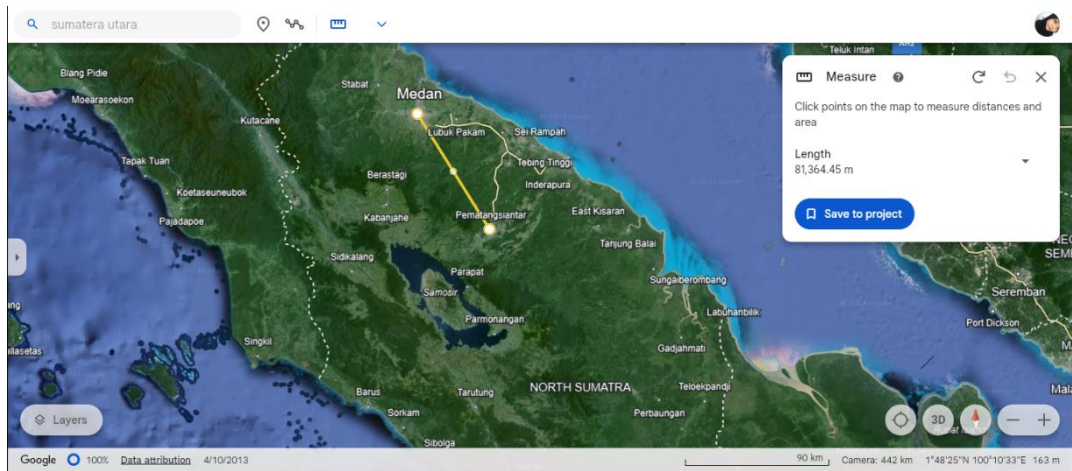 sumatera utara
Measure
Click points on the map to measure distances and
area
Length
81,364.45 m
Save to project
Teluk Intan
AH2
Blang Pidie
Moearasoekon
Stabat
Medan
Kutacane
Lubuk Pakam
Sei Rampah
Tapak Tuan
Tebing Tinggi
Berastagi
Inderapura
Koetaseuneubok
Kabanjahe
Pematangsiantar
East Kisaran
Pajadapoe
Tanjung Balai
Sidikalang
Parapat
Sungaiberombang
Samosir
Seremban
Labuhanbilik
Parmonangan
Port Dickson
Singkil
Gadjahmati
Barus
Tarutung
NORTH SUMATRA
Teloekpandji
Sorkam
Perbaungan
Sibolga
Layers
3D
Google
100%
Data attribution
4/10/2013
90 km
Camera: 442 km
1°48'25"N 100°10'33"E
163 m